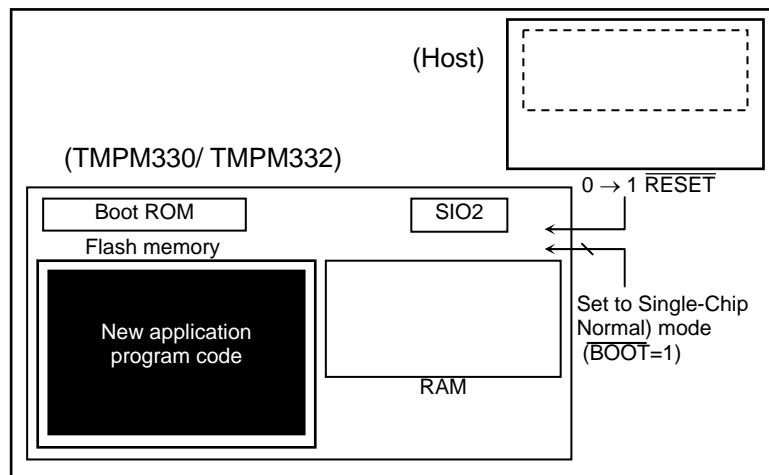 (Host)
(TMPM330/ TMPM332)
0 → 1 RESET
Boot ROM
SIO2
Flash memory
New application
program code
Set to Single-Chip
Normal) mode
(BOOT=1)
RAM